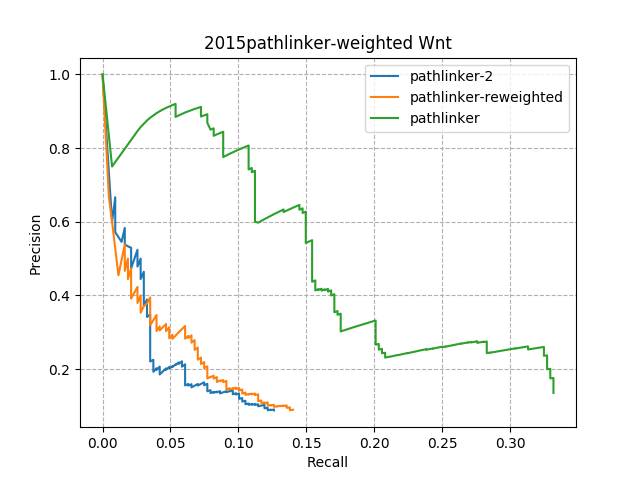 2015pathlinker-weighted Wnt
pathlinker-2
pathlinker-reweighted
pathlinker
Precision
1.0
0.8
0.6
0.4
0.2
0.00 0.05 0.10 0.15 0.20 0.25 0.30
Recall